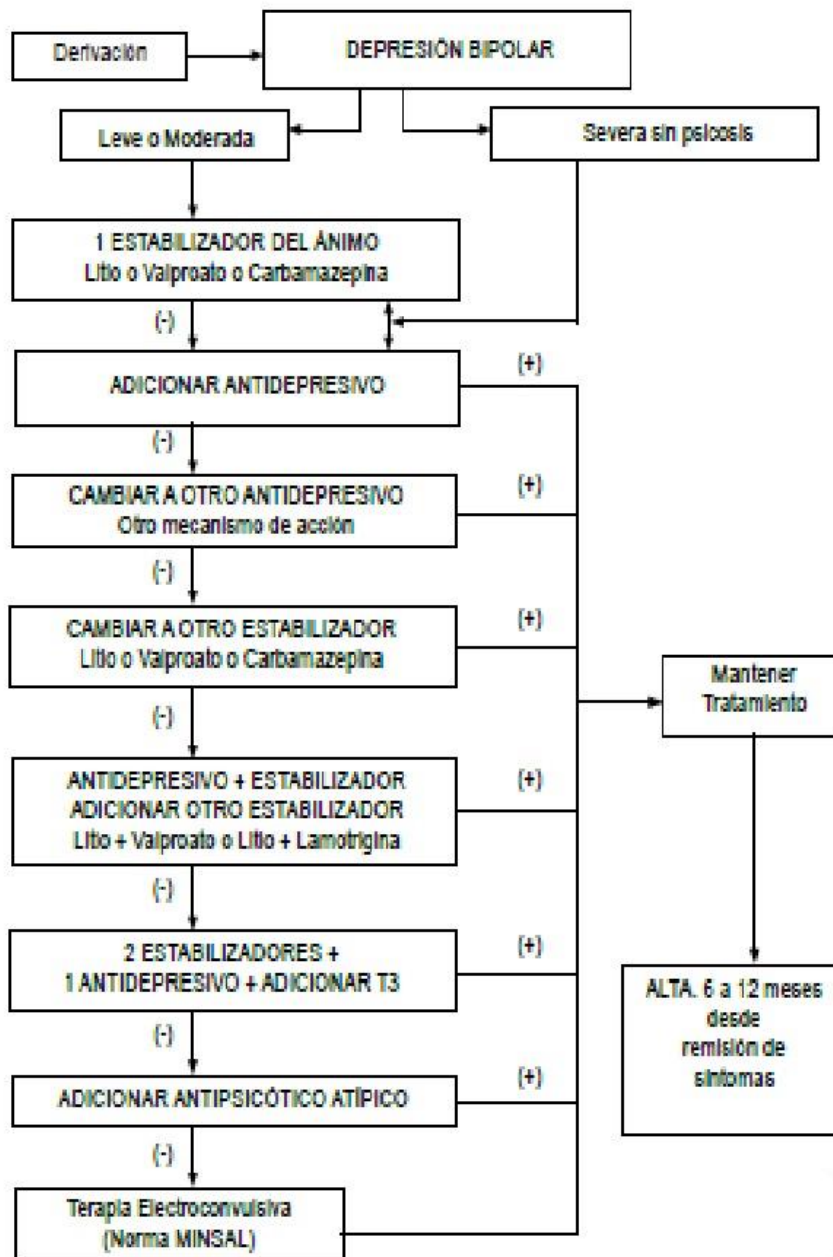 Derivación
DEPRESIÓN BIPOLAR
Leve o Moderada
Severa sin psicosis
1 ESTABILIZADOR DEL ÁNIMO
Litio o Valproato o Carbamazepina
(-)
ADICIONAR ANTIDEPRESIVO
(+)
(-)
CAMBIAR A OTRO ANTIDEPRESIVO
Otro mecanismo de acción
(+)
(-)
CAMBIAR A OTRO ESTABILIZADOR
Litio o Valproato o Carbamazepina
(+)
(-)
Mantener
Tratamiento
ANTIDEPRESIVO + ESTABILIZADOR
ADICIONAR OTRO ESTABILIZADOR
Litio + Valproato o Litio + Lamotrigina
(+)
(-)
2 ESTABILIZADORES +
1 ANTIDEPRESIVO + ADICIONAR T3
(+)
(-)
ALTA. 6 a 12 meses
desde
remisión de
síntomas
ADICIONAR ANTIPSICÓTICO ATÍPICO
(+)
(-)
Terapia Electroconvulsiva
(Norma MINSAL)